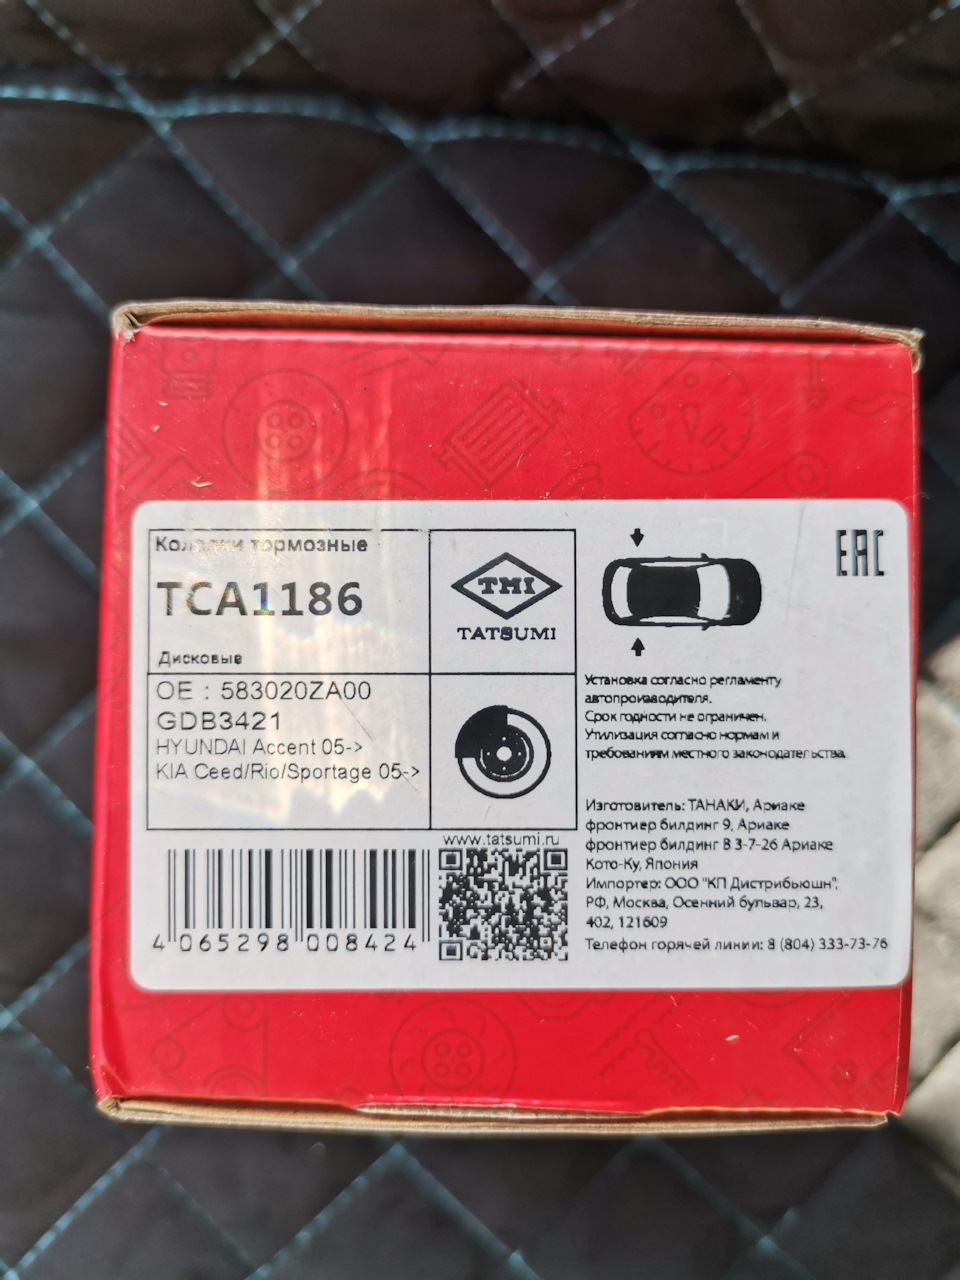 Колодки тормозные
TCA1186
Дисковые
TMI
TATSUMI
EAC
OE : 583020ZA00
GDB3421
HYUNDAI Accent 05->
KIA Ceed/Rio/Sportage 05->
Установка согласно регламенту
автопроизводителя.
Срок годности не ограничен.
Утилизация согласно нормам и
требованиям местного законодательства.
Изготовитель: ТАНАКИ, Ариаке
фронтиер билдинг 9, Ариаке
фронтиер билдинг В 3-7-26 Ариаке
Кото-Ку, Япония
Импортер: ООО "КП Дистрибьюшн",
РФ, Москва, Осенний бульвар, 23,
402, 121609
Телефон горячей линии: 8 (804) 333-73-76
www.tatsumi.ru
4 065298 008424